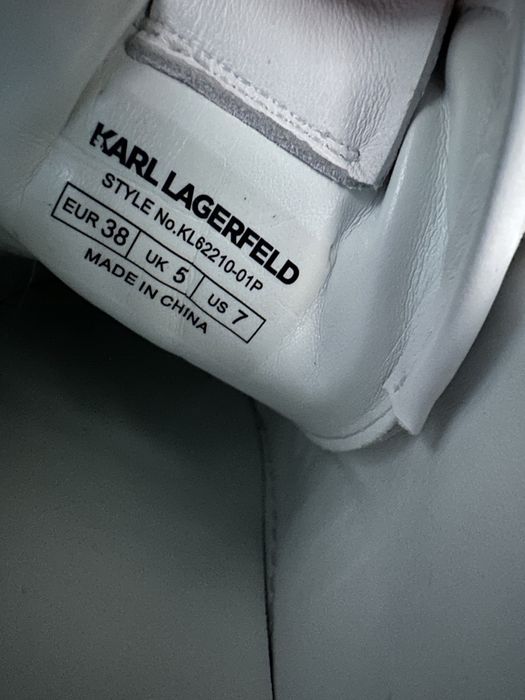 KARL LAGERFELD
STYLE No.KL62210-01P
EUR 38 UK 5 US 7
MADE IN CHINA